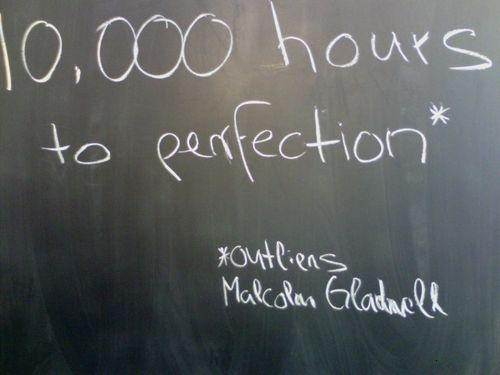 10,000 hours
to perfection*
*outliers
Malcolm Gladwell